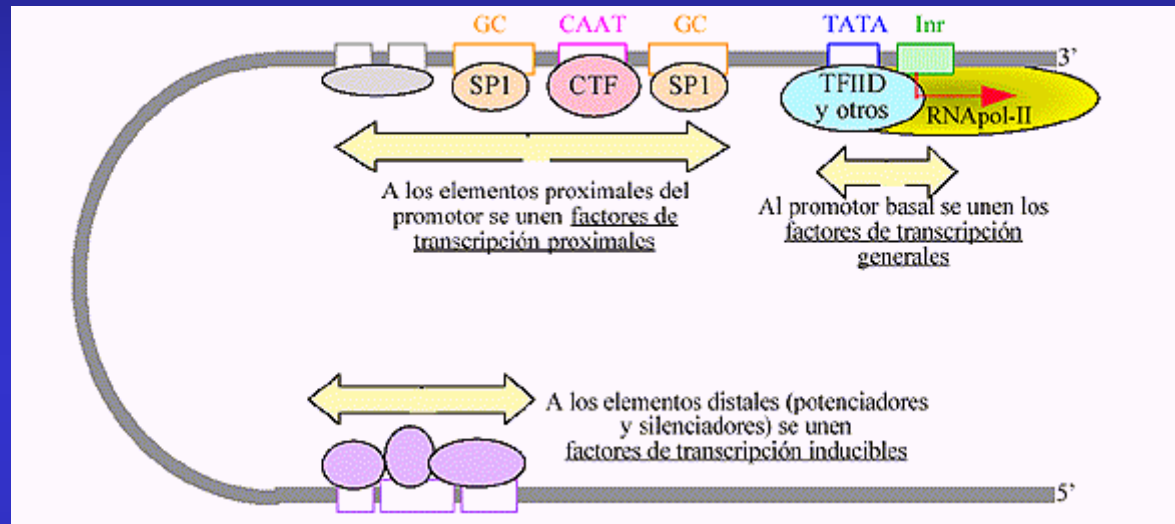 GC CAAT GC TATA Inr
3'
SP1 CTF SP1 TFIID
y otros
RNApol-II
A los elementos proximales del
promotor se unen factores de
transcripción proximales
Al promotor basal se unen los
factores de transcripción
generales
A los elementos distales (potenciadores
y silenciadores) se unen
factores de transcripción inducibles
5'